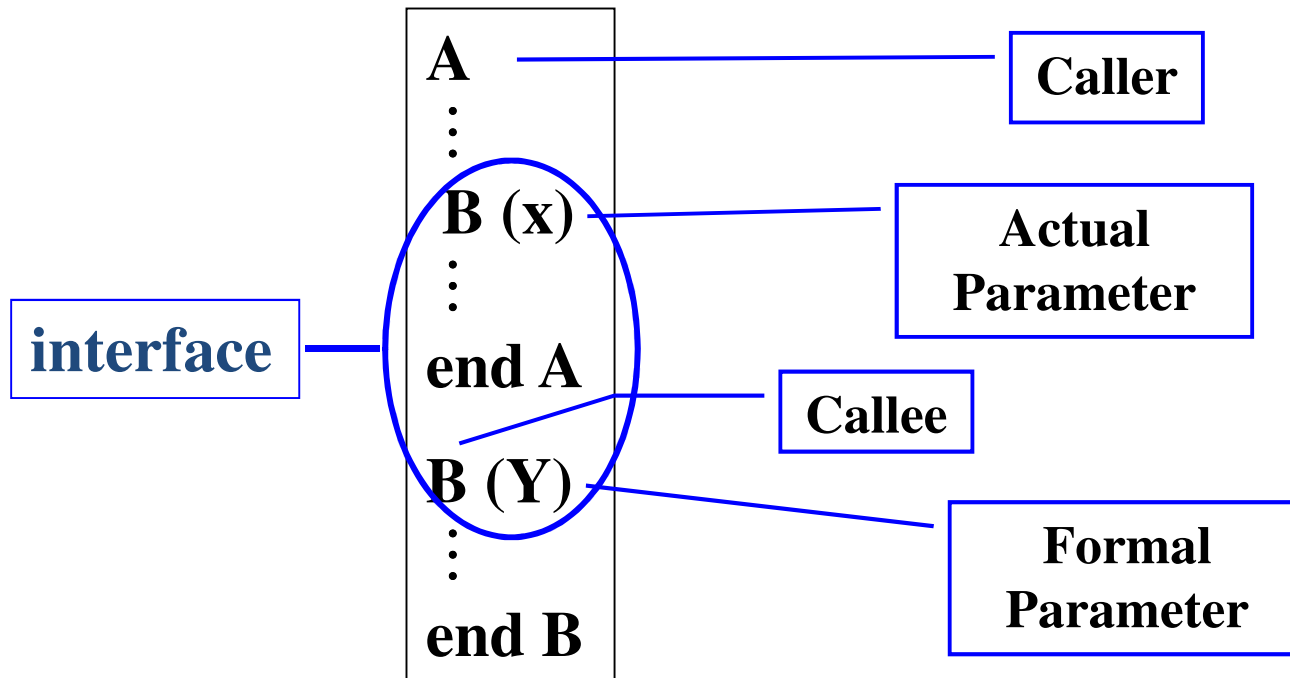 A
Caller
B (x)
Actual
Parameter
interface
end A
Callee
B (Y)
Formal
Parameter
end B